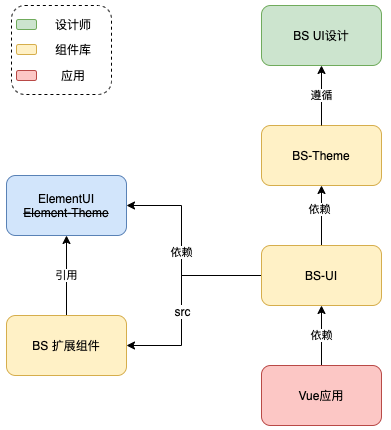 设计师
组件库
应用
BS UI设计
遵循
BS-Theme
ElementUI
Element-Theme
依赖
依赖
引用
BS-UI
src
BS 扩展组件
依赖
Vue应用